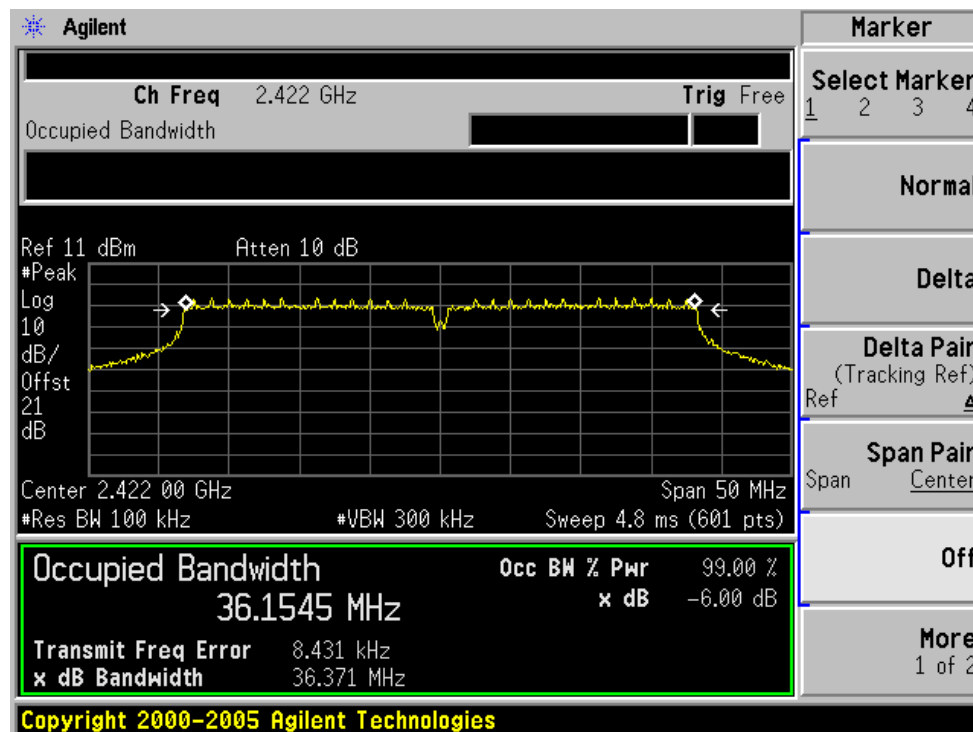 Agilent
Marker
Ch Freq 2.422 GHz Trig Free
Occupied Bandwidth
Select Marker
1 2 3 4
Normal
Ref 11 dBm Atten 10 dB
#Peak
Log
10
dB/
Offst
21
dB
Delta
Delta Pair
(Tracking Ref)
Ref Δ
Span Pair
Span Center
Center 2.422 00 GHz Span 50 MHz
#Res BW 100 kHz #VBW 300 kHz Sweep 4.8 ms (601 pts)
Off
Occupied Bandwidth
36.1545 MHz
Occ BW % Pwr 99.00 %
x dB -6.00 dB
Transmit Freq Error 8.431 kHz
x dB Bandwidth 36.371 MHz
More
1 of 2
Copyright 2000-2005 Agilent Technologies